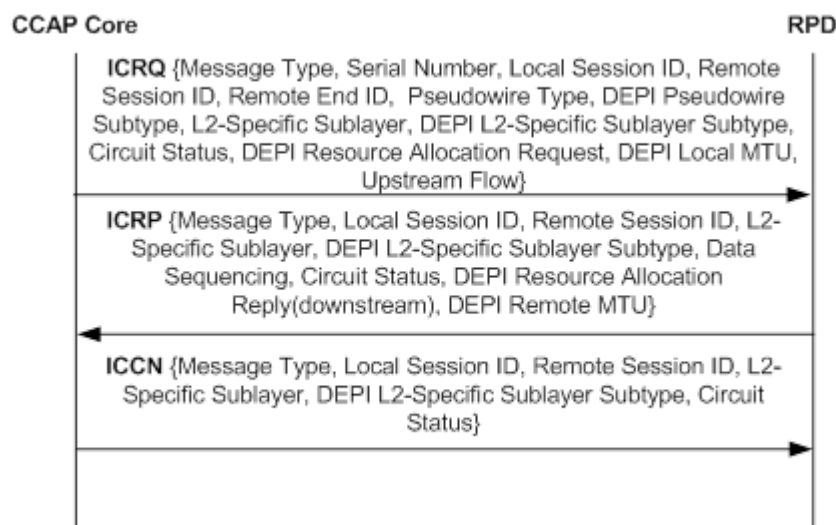 CCAP Core RPD
ICRQ {Message Type, Serial Number, Local Session ID, Remote
Session ID, Remote End ID, Pseudowire Type, DEPI Pseudowire
Subtype, L2-Specific Sublayer, DEPI L2-Specific Sublayer Subtype,
Circuit Status, DEPI Resource Allocation Request, DEPI Local MTU,
Upstream Flow}
ICRP {Message Type, Local Session ID, Remote Session ID, L2-
Specific Sublayer, DEPI L2-Specific Sublayer Subtype, Data
Sequencing, Circuit Status, DEPI Resource Allocation
Reply(downstream), DEPI Remote MTU}
ICCN {Message Type, Local Session ID, Remote Session ID, L2-
Specific Sublayer, DEPI L2-Specific Sublayer Subtype, Circuit
Status}